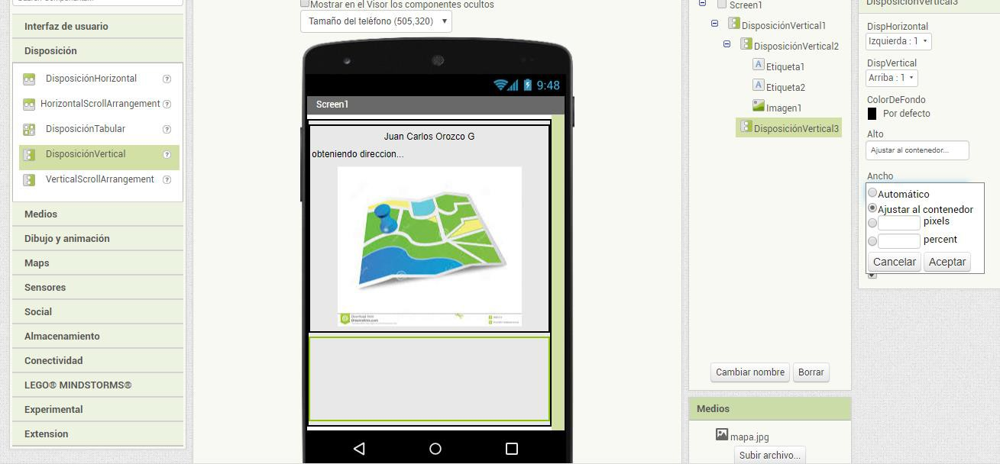 Mostrar en el Visor los componentes ocultos
Tamaño del teléfono (505,320)
Interfaz de usuario
Disposición
DisposiciónHorizontal
HorizontalScrollArrangement
DisposiciónTabular
DisposiciónVertical
VerticalScrollArrangement
Medios
Dibujo y animación
Maps
Sensores
Social
Almacenamiento
Conectividad
LEGO® MINDSTORMS®
Experimental
Extension
9:48
Screen1
Juan Carlos Orozco G
obteniendo direccion...
Screen1
DisposiciónVertical1
DisposiciónVertical2
Etiqueta1
Etiqueta2
Imagen1
DisposiciónVertical3
Cambiar nombre
Borrar
Medios
mapa.jpg
Subir archivo...
DisposiciónVertical3
DispHorizontal
Izquierda : 1
DispVertical
Arriba : 1
ColorDeFondo
Por defecto
Alto
Ajustar al contenedor...
Ancho
Automático
Ajustar al contenedor
pixels
percent
Cancelar
Aceptar